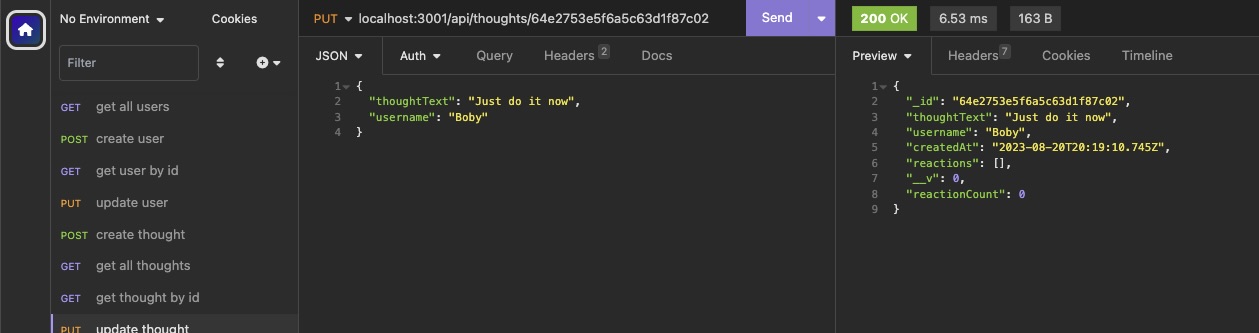 No Environment Cookies
Filter
GET get all users
POST create user
GET get user by id
PUT update user
POST create thought
GET get all thoughts
GET get thought by id
PUT update thought
PUT localhost:3001/api/thoughts/64e2753e5f6a5c63d1f87c02 Send
JSON Auth Query Headers 2 Docs
1 {
2 "thoughtText": "Just do it now",
3 "username": "Boby"
4 }
200 OK 6.53 ms 163 B
Preview Headers 7 Cookies Timeline
1 {
2 "_id": "64e2753e5f6a5c63d1f87c02",
3 "thoughtText": "Just do it now",
4 "username": "Boby",
5 "createdAt": "2023-08-20T20:19:10.745Z",
6 "reactions": [],
7 "__v": 0,
8 "reactionCount": 0
9 }